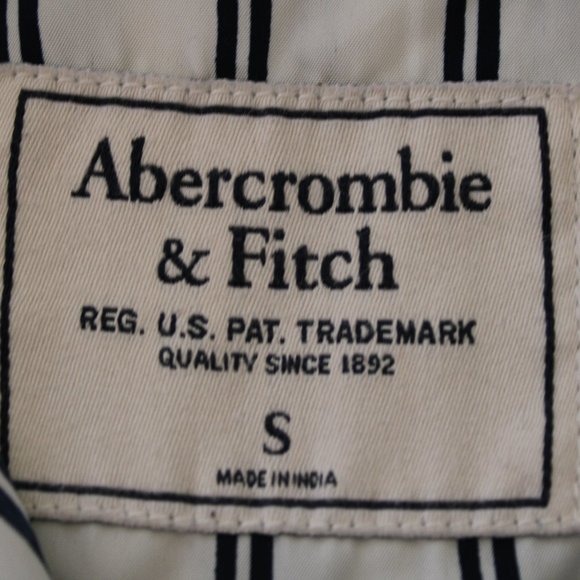 Abercrombie
& Fitch
REG. U.S. PAT. TRADEMARK
QUALITY SINCE 1892
S
MADE IN INDIA